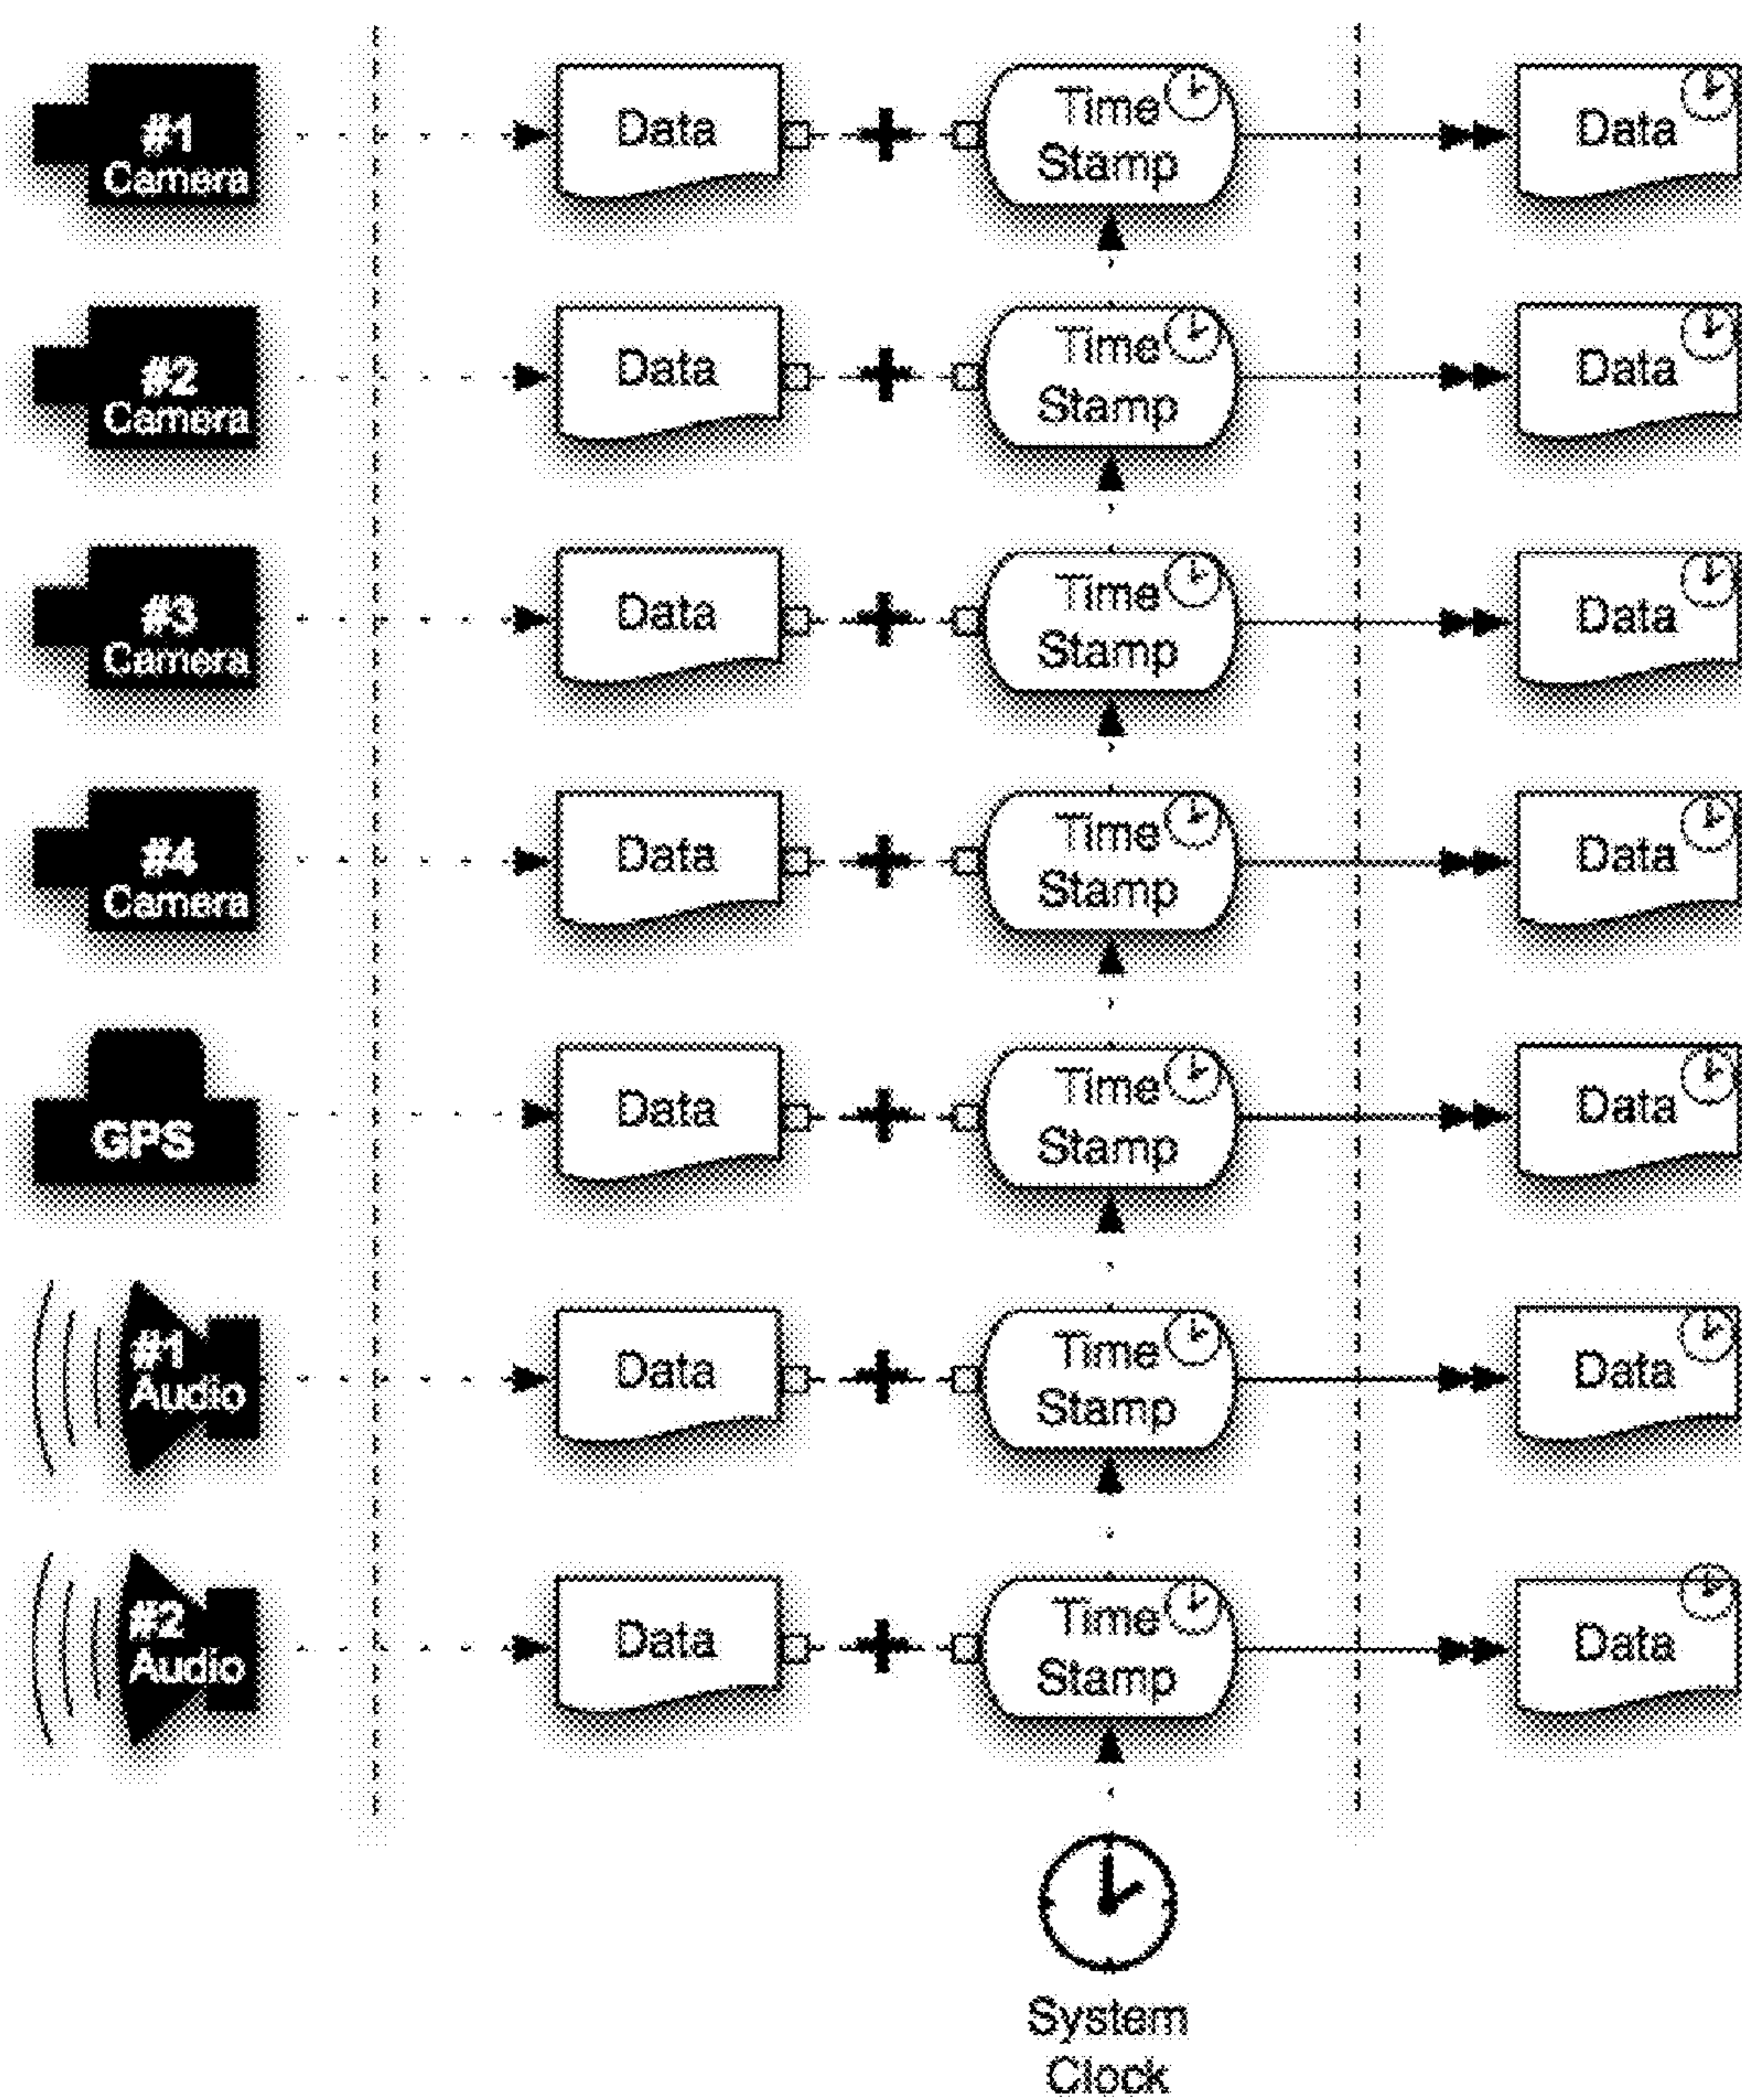 #1
Camera
Data
Time
Stamp
Data
#2
Camera
Data
Time
Stamp
Data
#3
Camera
Data
Time
Stamp
Data
#4
Camera
Data
Time
Stamp
Data
GPS
Data
Time
Stamp
Data
#1
Audio
Data
Time
Stamp
Data
#2
Audio
Data
Time
Stamp
Data
System
Clock